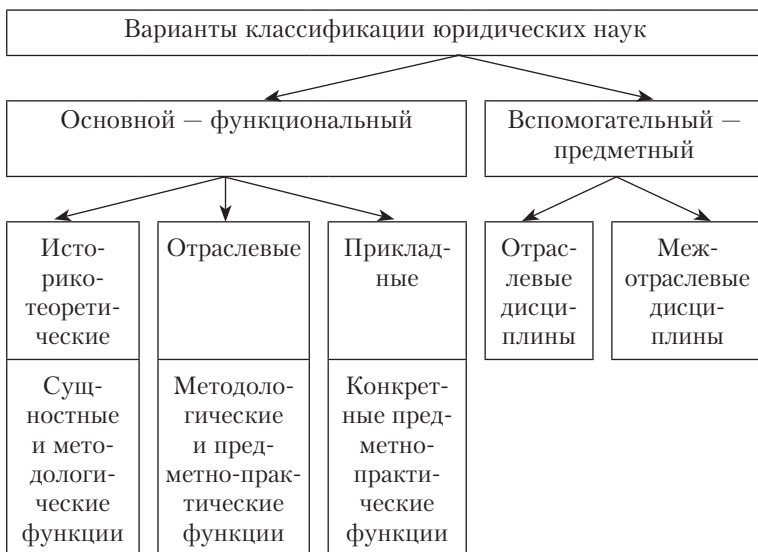 Варианты классификации юридических наук
Основной — функциональный
Вспомогательный —
предметный
Исто-
рико-
теорети-
ческие
Отраслевые
Приклад-
ные
Отрас-
левые
дисци-
плины
Меж-
отраслевые
дисци-
плины
Сущ-
ностные
и мето-
дологи-
ческие
функции
Методоло-
гические
и пред-
метно-прак-
тические
функции
Конкрет-
ные пред-
метно-
практи-
ческие
функции